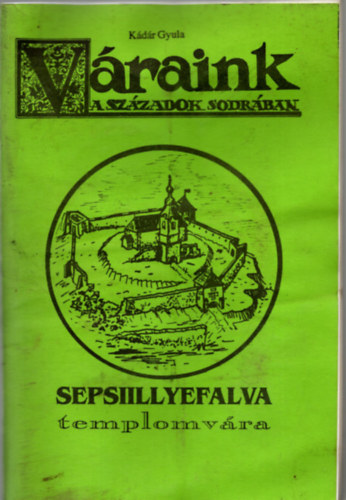 Kádár Gyula
Váraink
A SZÁZADOK SODRÁBAN
SEPSIILLYEFALVA
templomvára